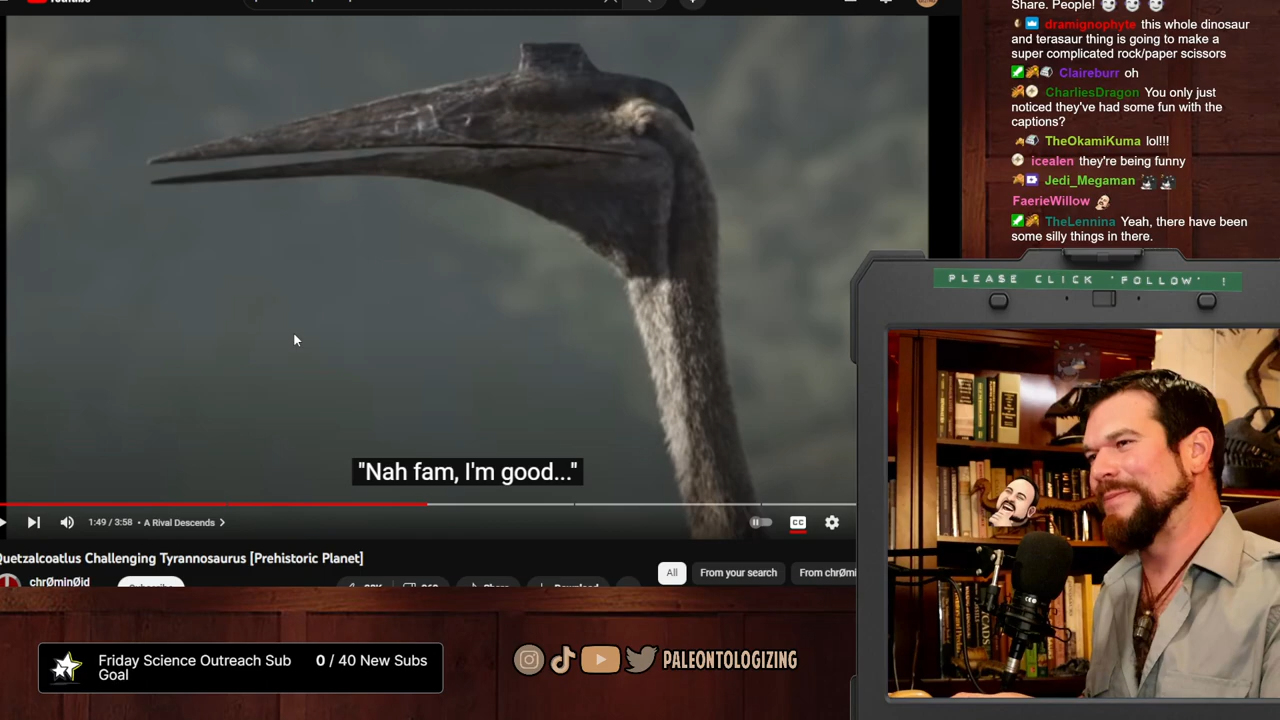 Share. People!
dramignophyte this whole dinosaur
and terasaur thing is going to make a
super complicated rock/paper scissors
Claireburr oh
CharliesDragon You only just
noticed they've had some fun with the
captions?
TheOkamiKuma lol!!!
icealen they're being funny
Jedi_Megaman
FaerieWillow
TheLennina Yeah, there have been
some silly things in there.
PLEASE CLICK 'FOLLOW' !
"Nah fam, I'm good..."
1:49 / 3:58 • A Rival Descends
CC
Quetzalcoatlus Challenging Tyrannosaurus [Prehistoric Planet]
chrØminØid
All
From your search
From chrØmi
Friday Science Outreach Sub 0 / 40 New Subs
Goal
PALEONTOLOGIZING